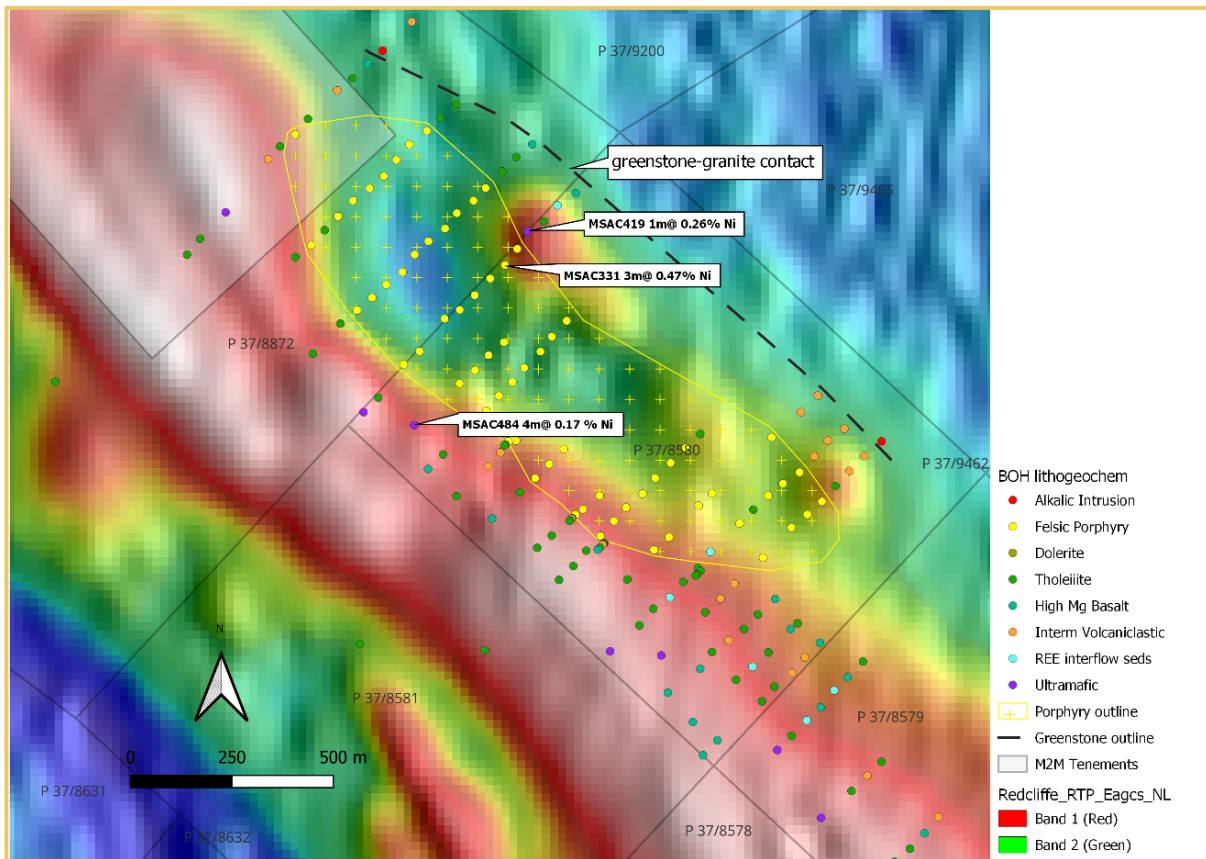 P 37/9200
greenstone-granite contact
P 37/9465
MSAC419 1m@ 0.26% Ni
MSAC331 3m@ 0.47% Ni
P 37/8872
MSAC484 4m@ 0.17 % Ni
P 37/8580
P 37/9462
N
P 37/8581
P 37/8579
0 250 500 m
P 37/8631
P 37/8632
P 37/8578
BOH lithogeochem
Alkalic Intrusion
Felsic Porphyry
Dolerite
Tholeiiite
High Mg Basalt
Interm Volcaniclastic
REE interflow seds
Ultramafic
Porphyry outline
Greenstone outline
M2M Tenements
Redcliffe_RTP_Eagcs_NL
Band 1 (Red)
Band 2 (Green)